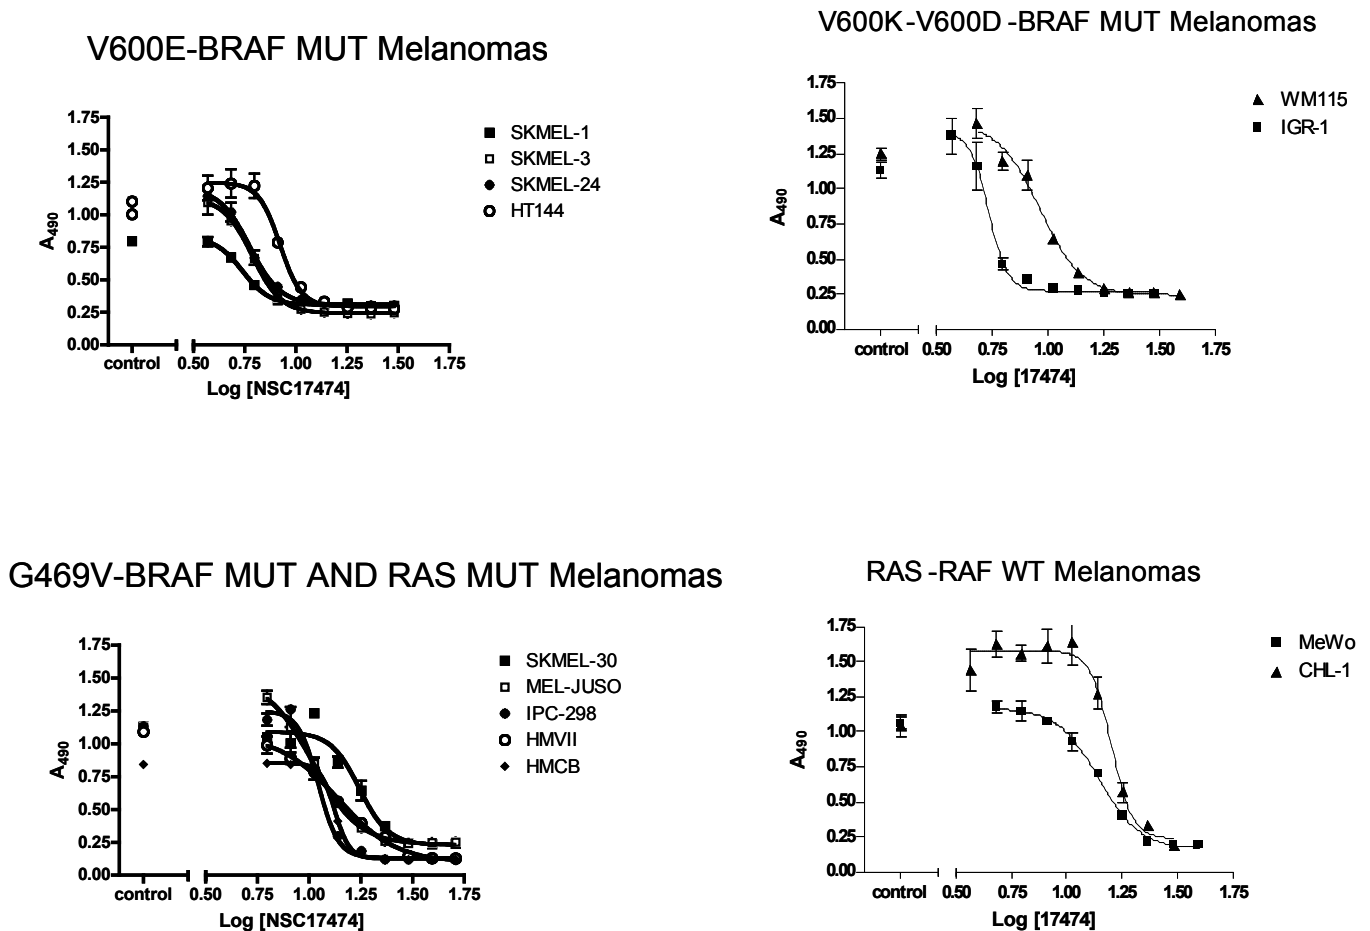 V600E-BRAF MUT Melanomas
1.75
1.50
1.25
1.00
0.75
0.50
0.25
0.00
A490
control
0.50
0.75
1.00
1.25
1.50
1.75
Log [NSC17474]
SKMEL-1
SKMEL-3
SKMEL-24
HT144
V600K-V600D-BRAF MUT Melanomas
1.75
1.50
1.25
1.00
0.75
0.50
0.25
0.00
A490
control
0.50
0.75
1.00
1.25
1.50
1.75
Log [17474]
WM115
IGR-1
G469V-BRAF MUT AND RAS MUT Melanomas
1.75
1.50
1.25
1.00
0.75
0.50
0.25
0.00
A490
control
0.50
0.75
1.00
1.25
1.50
1.75
Log [NSC17474]
SKMEL-30
MEL-JUSO
IPC-298
HMVII
HMCB
RAS-RAF WT Melanomas
1.75
1.50
1.25
1.00
0.75
0.50
0.25
0.00
A490
control
0.50
0.75
1.00
1.25
1.50
1.75
Log [17474]
MeWo
CHL-1